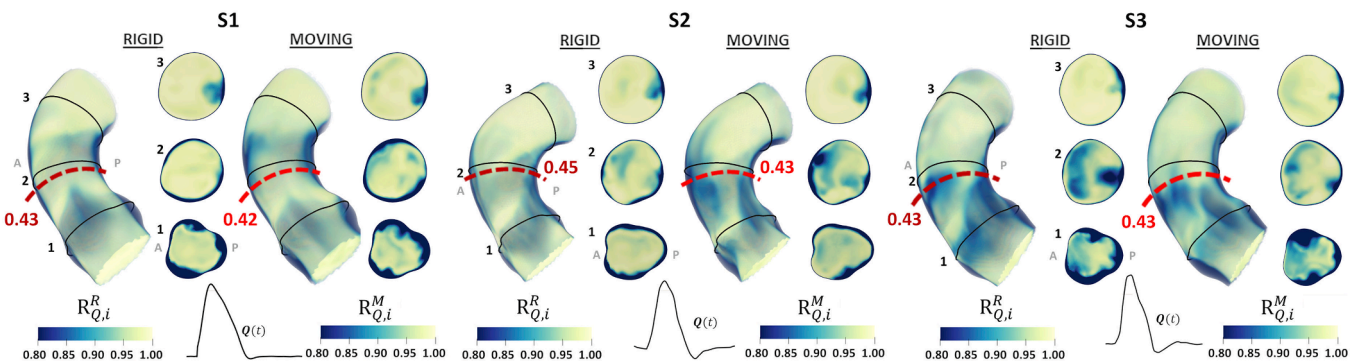 S1
RIGID
MOVING
3
A
P
2
0.43
0.42
1
3
2
1
A
P
R^R_{Q,i}
0.80 0.85 0.90 0.95 1.00
Q(t)
R^M_{Q,i}
0.80 0.85 0.90 0.95 1.00
S2
RIGID
MOVING
3
2
A
P
0.45
0.43
1
3
2
1
A
P
R^R_{Q,i}
0.80 0.85 0.90 0.95 1.00
Q(t)
R^M_{Q,i}
0.80 0.85 0.90 0.95 1.00
S3
RIGID
MOVING
3
A
P
2
0.43
0.43
1
3
2
1
A
P
R^R_{Q,i}
0.80 0.85 0.90 0.95 1.00
Q(t)
R^M_{Q,i}
0.80 0.85 0.90 0.95 1.00